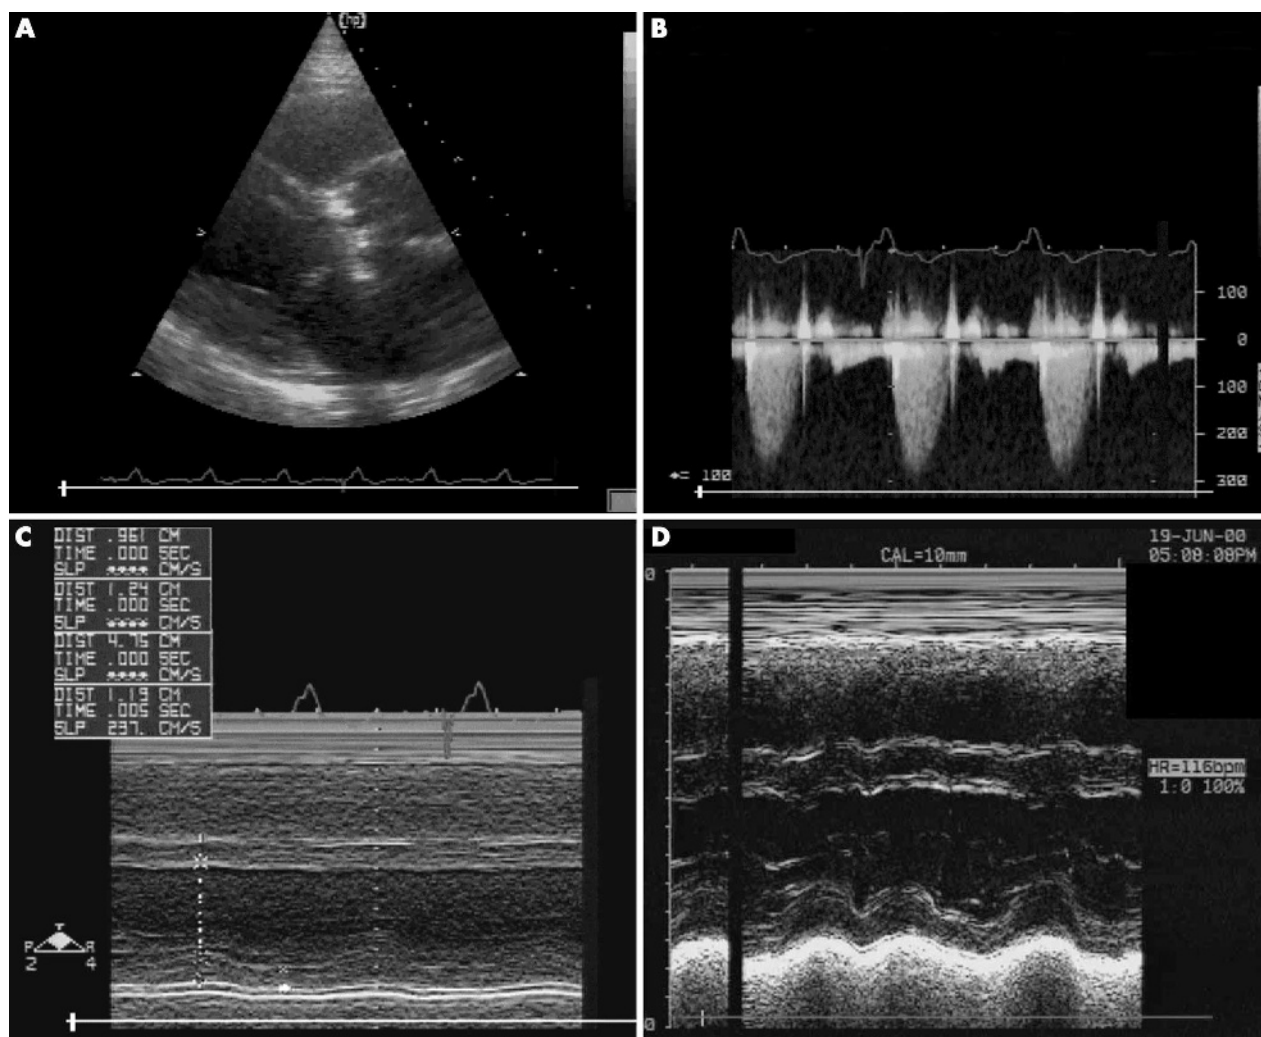 A
[hp]
B
100
0
100
200
300
100
C
DIST .961 CM
TIME .000 SEC
SLP **** CM/S
DIST 1.24 CM
TIME .000 SEC
SLP **** CM/S
DIST 4.75 CM
TIME .000 SEC
SLP **** CM/S
DIST 1.19 CM
TIME .005 SEC
SLP 237. CM/S
P R
2 4
D
19-JUN-00
CAL=10mm 05:08:08PM
0
HR=116bpm
1:0 100%
0